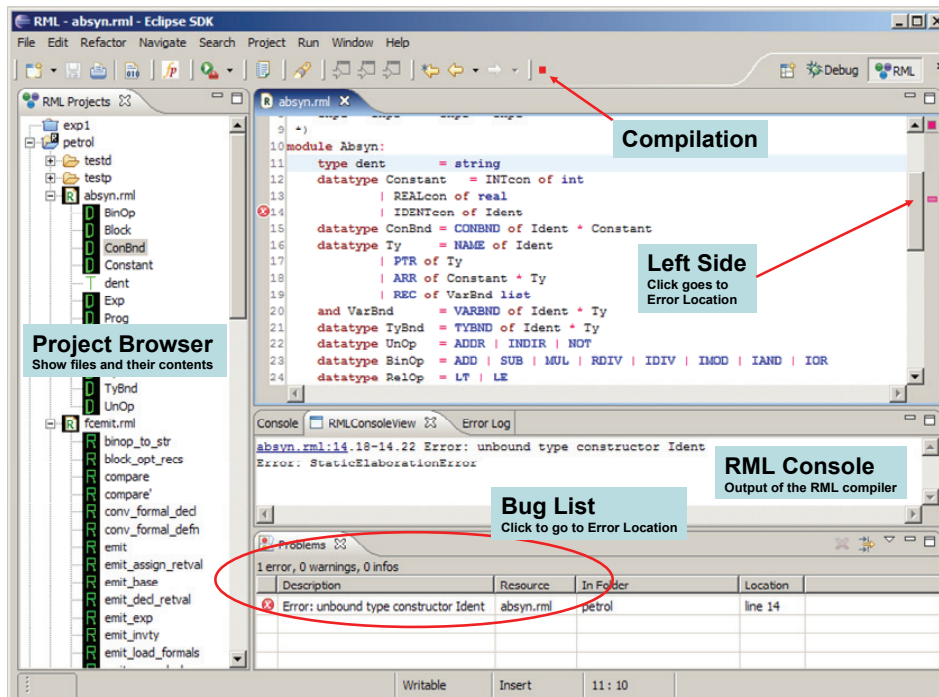 RML - absyn.rml - Eclipse SDK
File Edit Refactor Navigate Search Project Run Window Help
010
fp
Debug
RML
RML Projects
exp1
petrol
testd
testp
absyn.rml
BinOp
Block
ConBnd
Constant
dent
Exp
Prog
Project Browser
Show files and their contents
TyBnd
UnOp
fcemit.rml
binop_to_str
block_opt_recs
compare
compare'
conv_formal_decl
conv_formal_defn
emit
emit_assign_retval
emit_base
emit_decl_retval
emit_exp
emit_invty
emit_load_formals
absyn.rml
9 *)
10 module Absyn:
11 type dent = string
12 datatype Constant = INTcon of int
13 | REALcon of real
14 | IDENTcon of Ident
15 datatype ConBnd = CONBND of Ident * Constant
16 datatype Ty = NAME of Ident
17 | PTR of Ty
18 | ARR of Constant * Ty
19 | REC of VarBnd list
20 and VarBnd = VARBND of Ident * Ty
21 datatype TyBnd = TYBND of Ident * Ty
22 datatype UnOp = ADDR | INDIR | NOT
23 datatype BinOp = ADD | SUB | MUL | RDIV | IDIV | IMOD | IAND | IOR
24 datatype RelOp = LT | LE
Compilation
Left Side
Click goes to
Error Location
Console RMLConsoleView Error Log
absyn.rml:14.18-14.22 Error: unbound type constructor Ident
Error: StaticElaborationError
RML Console
Output of the RML compiler
Bug List
Click to go to Error Location
Problems
1 error, 0 warnings, 0 infos
Description Resource In Folder Location
Error: unbound type constructor Ident absyn.rml petrol line 14
Writable Insert 11 : 10